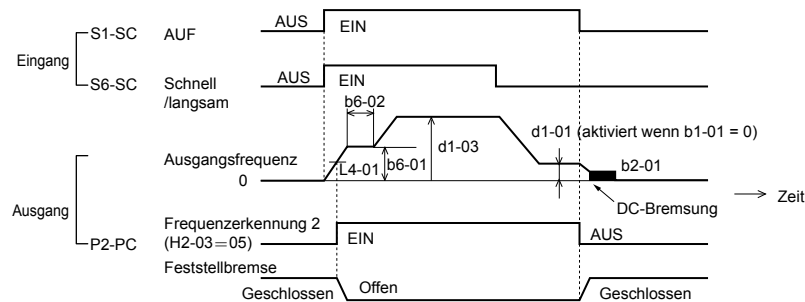 AUS EIN
S1-SC AUF
Eingang
S6-SC Schnell /langsam AUS EIN
b6-02
d1-01 (aktiviert wenn b1-01 = 0)
d1-03
Ausgangsfrequenz L4-01 b6-01 b2-01
0
Zeit
DC-Bremsung
Ausgang
Frequenzerkennung 2
(H2-03=05)
P2-PC EIN AUS
Feststellbremse
Geschlossen Offen Geschlossen